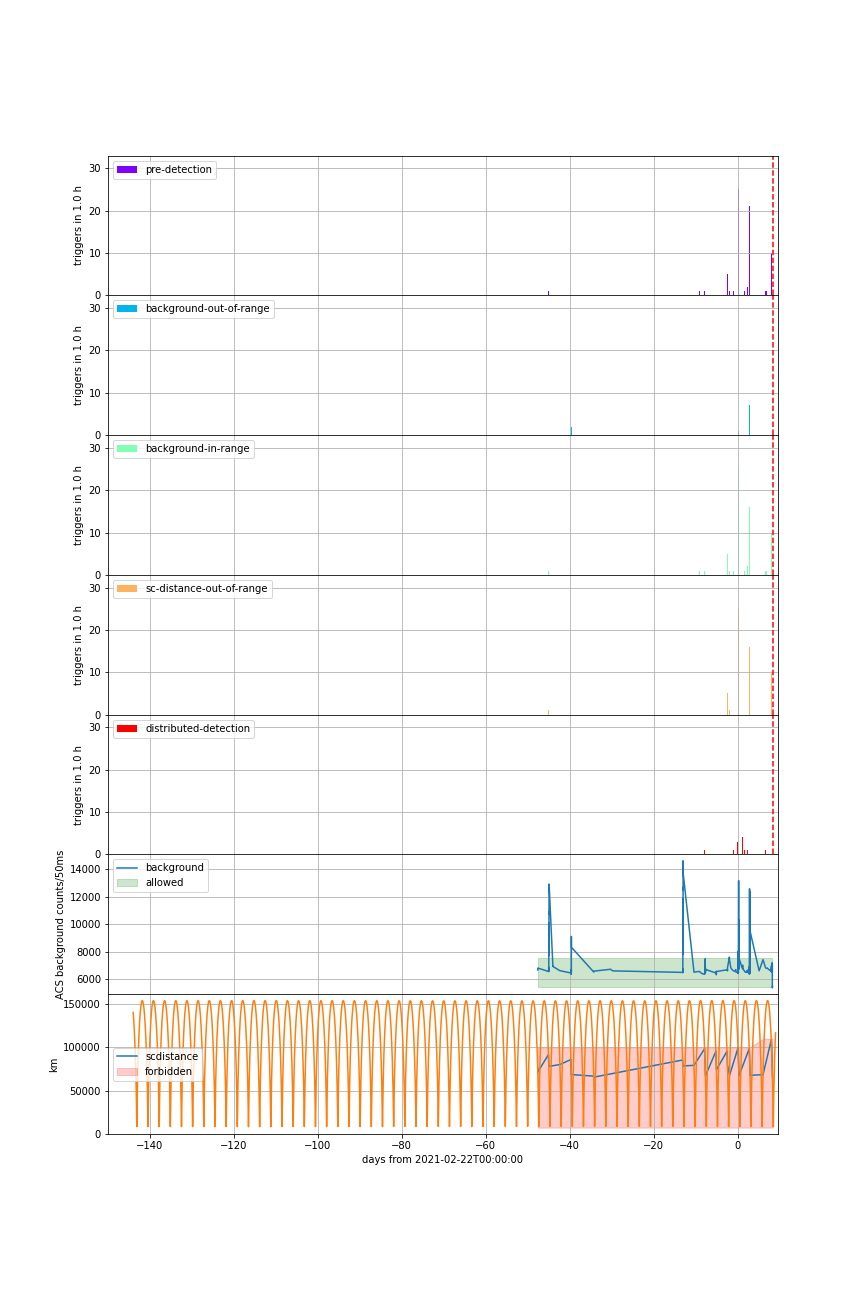 30
20
10
0
triggers in 1.0 h
pre-detection
30
20
10
0
triggers in 1.0 h
background-out-of-range
30
20
10
0
triggers in 1.0 h
background-in-range
30
20
10
0
triggers in 1.0 h
sc-distance-out-of-range
30
20
10
0
triggers in 1.0 h
distributed-detection
14000
12000
10000
8000
6000
ACS background counts/50ms
background
allowed
150000
100000
50000
0
km
scdistance
forbidden
−140 −120 −100 −80 −60 −40 −20 0
days from 2021-02-22T00:00:00